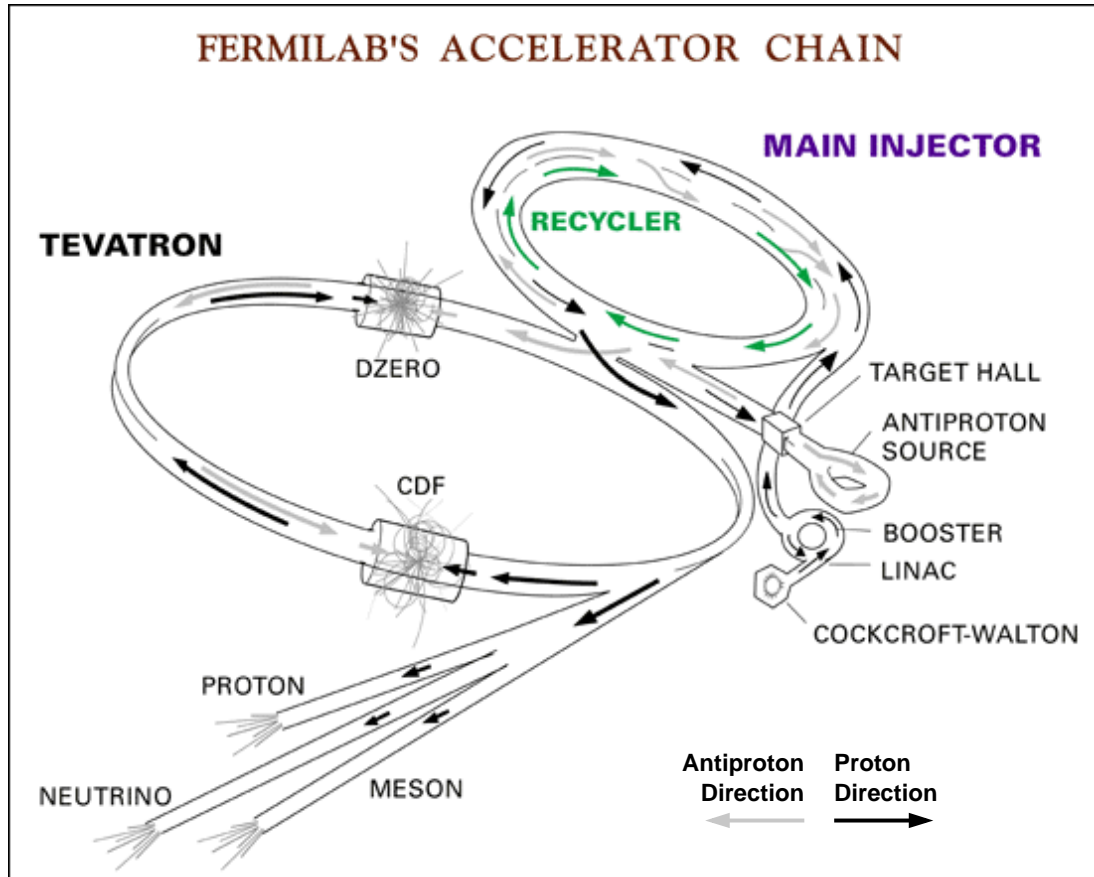 FERMILAB'S ACCELERATOR CHAIN
MAIN INJECTOR
RECYCLER
TEVATRON
DZERO
TARGET HALL
ANTIPROTON
SOURCE
CDF
BOOSTER
LINAC
COCKCROFT-WALTON
PROTON
NEUTRINO
MESON
Antiproton
Direction
Proton
Direction